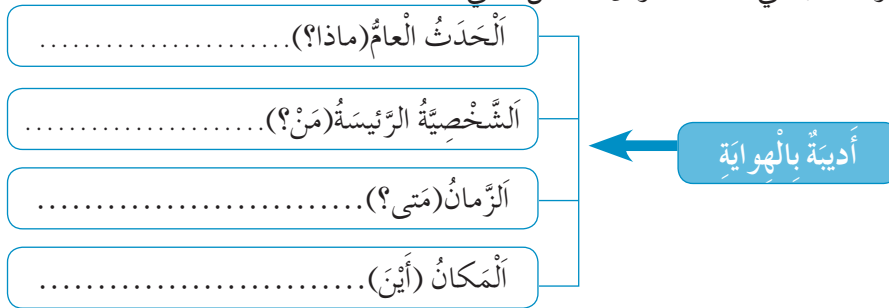 اَلْحَدَثُ الْعامُّ(ماذا؟)........................
اَلشَّخْصِيَّةُ الرَّئيسَةُ(مَنْ؟)......................
أَديبَةٌ بِالْهِوايَةِ
اَلزَّمانُ(مَتى؟)............................
اَلْمَكانُ (أَيْنَ)............................